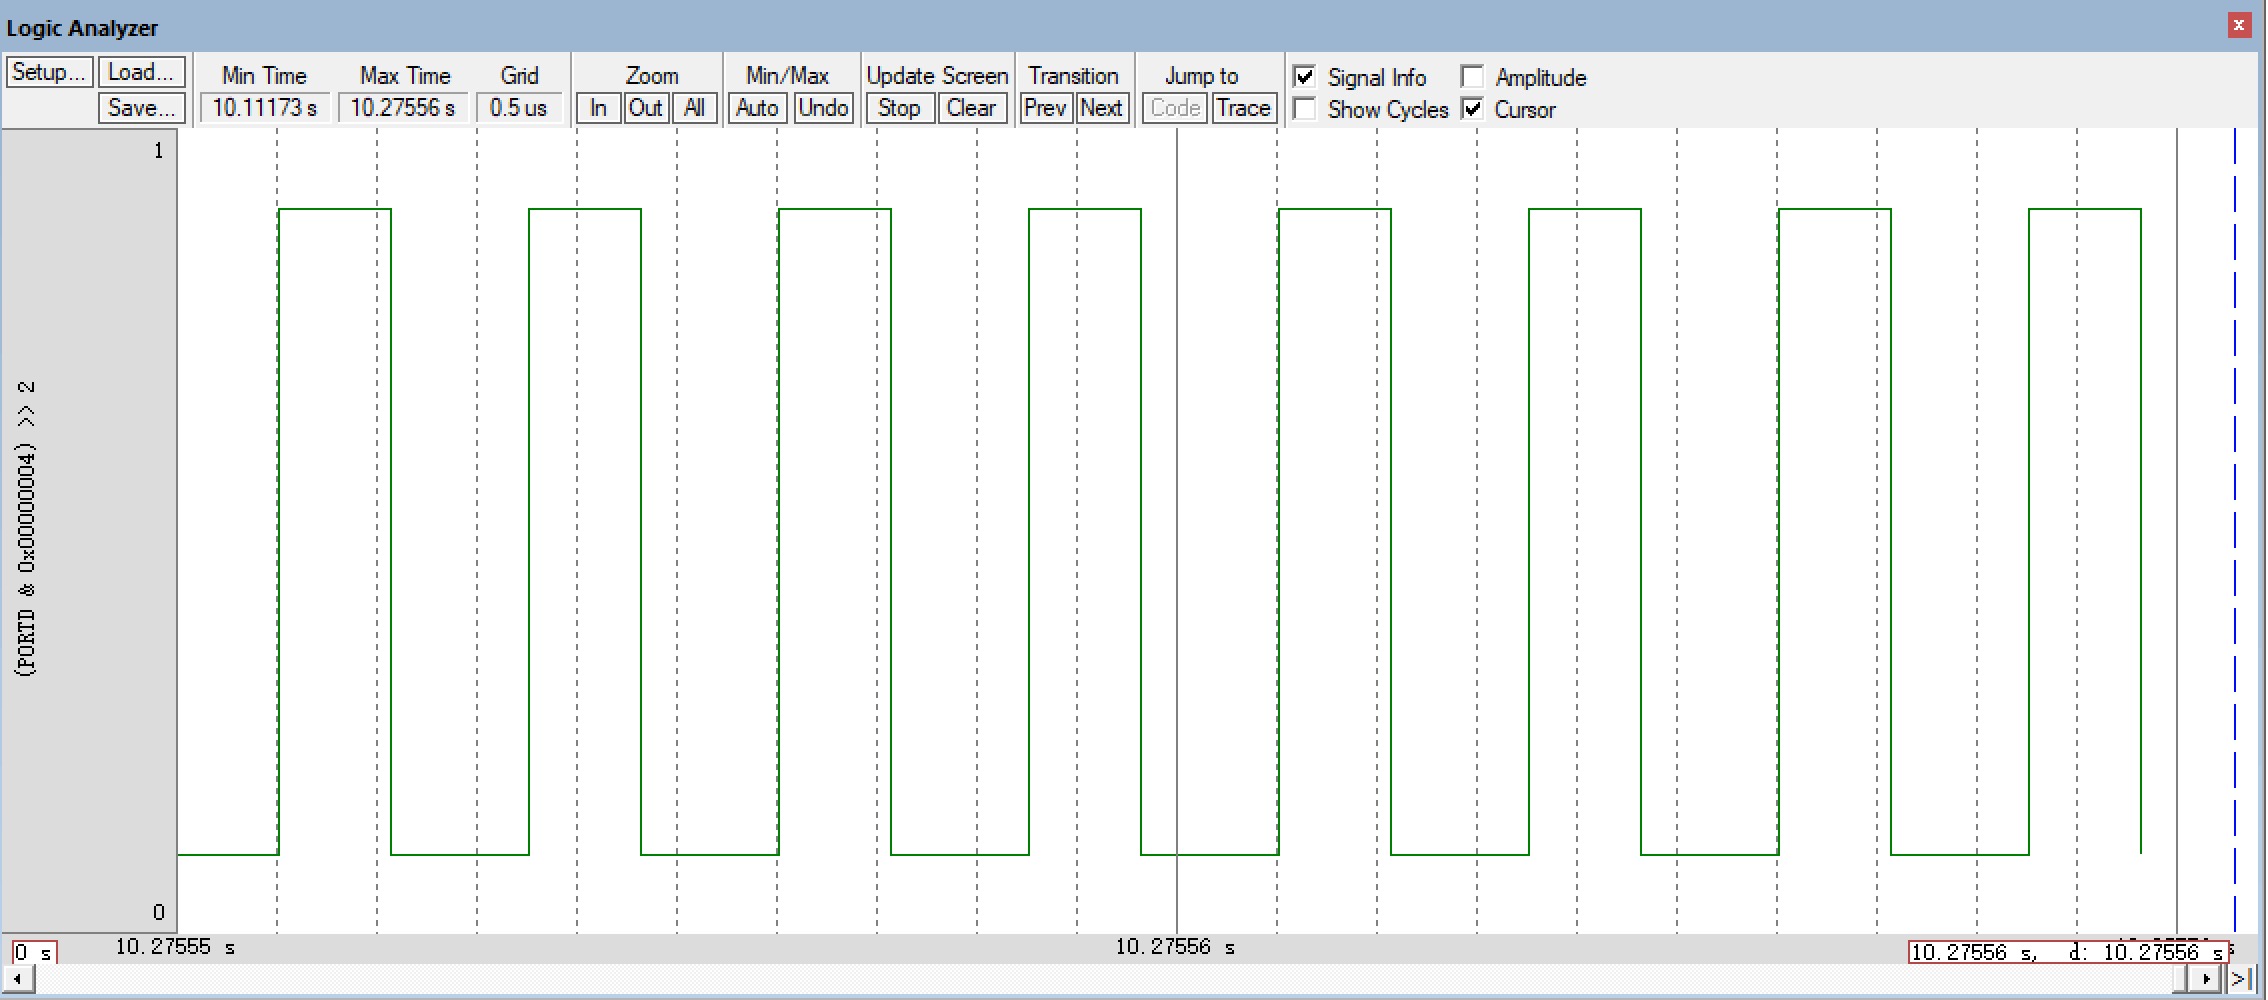 Logic Analyzer
x
Setup... Load... Min Time Max Time Grid Zoom Min/Max Update Screen Transition Jump to Signal Info Amplitude
Save... 10.11173 s 10.27556 s 0.5 us In Out All Auto Undo Stop Clear Prev Next Code Trace Show Cycles Cursor
1
(PORTD & 0x00000004) >> 2
0
0 s 10.27555 s 10.27556 s 10.27556 s, d: 10.27556 s
>|